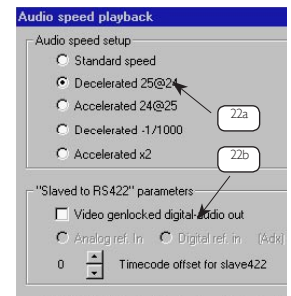 Audio speed playback
Audio speed setup
Standard speed
Decelerated 25@24
Accelerated 24@25
22a
Decelerated -1/1000
22b
Accelerated x2
"Slaved to RS422" parameters
Video genlocked digital audio out
Analog ref. In Digital ref. in (Adx)
0 Timecode offset for slave422